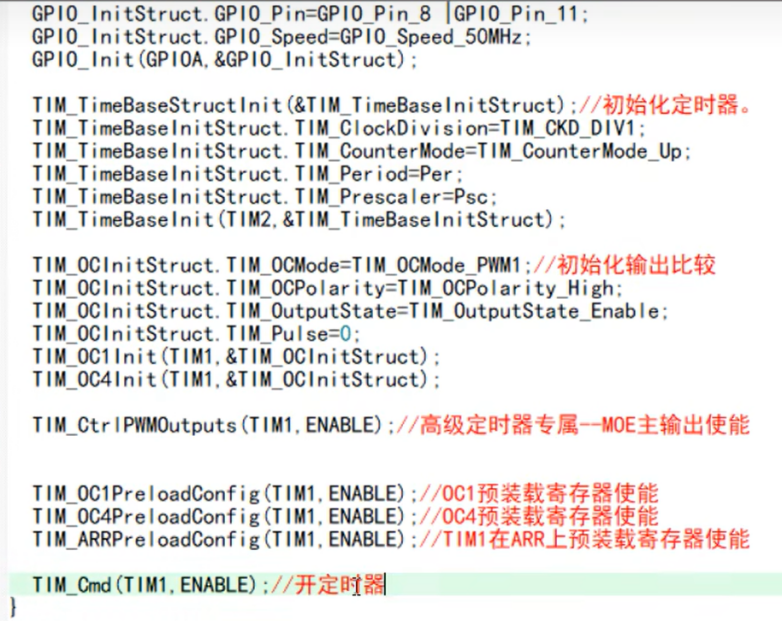 GPIO_InitStruct.GPIO_Pin=GPIO_Pin_8 |GPIO_Pin_11;
GPIO_InitStruct.GPIO_Speed=GPIO_Speed_50MHz;
GPIO_Init(GPIOA,&GPIO_InitStruct);
TIM_TimeBaseStructInit(&TIM_TimeBaseInitStruct);//初始化定时器。
TIM_TimeBaseInitStruct.TIM_ClockDivision=TIM_CKD_DIV1;
TIM_TimeBaseInitStruct.TIM_CounterMode=TIM_CounterMode_Up;
TIM_TimeBaseInitStruct.TIM_Period=Per;
TIM_TimeBaseInitStruct.TIM_Prescaler=Psc;
TIM_TimeBaseInit(TIM2,&TIM_TimeBaseInitStruct);
TIM_OCInitStruct.TIM_OCMode=TIM_OCMode_PWM1;//初始化输出比较
TIM_OCInitStruct.TIM_OCPolarity=TIM_OCPolarity_High;
TIM_OCInitStruct.TIM_OutputState=TIM_OutputState_Enable;
TIM_OCInitStruct.TIM_Pulse=0;
TIM_OC1Init(TIM1,&TIM_OCInitStruct);
TIM_OC4Init(TIM1,&TIM_OCInitStruct);
TIM_CtrlPWMOutputs(TIM1,ENABLE);//高级定时器专属--MOE主输出使能
TIM_OC1PreloadConfig(TIM1,ENABLE);//OC1预装载寄存器使能
TIM_OC4PreloadConfig(TIM1,ENABLE);//OC4预装载寄存器使能
TIM_ARRPreloadConfig(TIM1,ENABLE);//TIM1在ARR上预装载寄存器使能
TIM_Cmd(TIM1,ENABLE);//开定时器
}